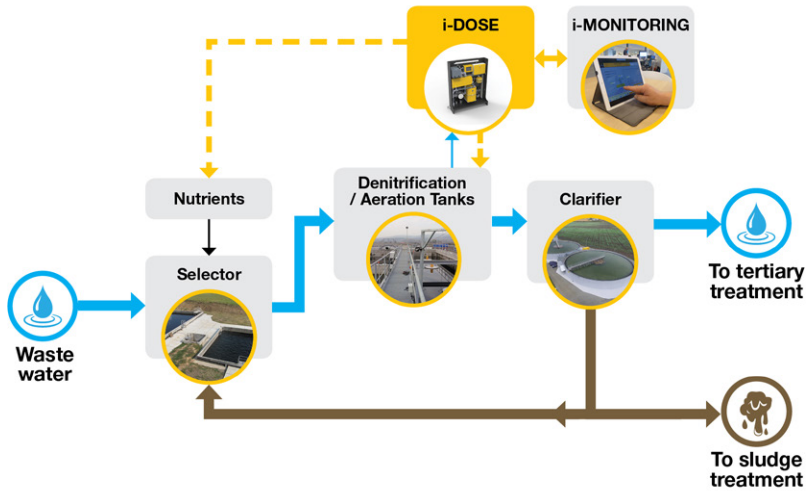 i-DOSE
i-MONITORING
Nutrients
Denitrification
/ Aeration Tanks
Clarifier
Selector
To tertiary
treatment
Waste
water
To sludge
treatment